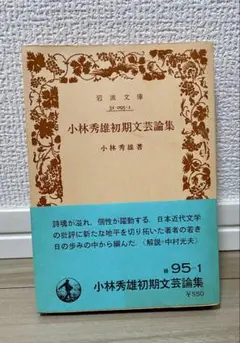 岩波文庫
31-095-1
小林秀雄初期文芸論集
小林秀雄著
詩魂が溢れ、個性が躍動する。日本近代文学
の批評に新たな地平を切り拓いた著者の若き
日の歩みの中から編んだ。〈解説・中村光夫〉
緑95-1
小林秀雄初期文芸論集
￥550